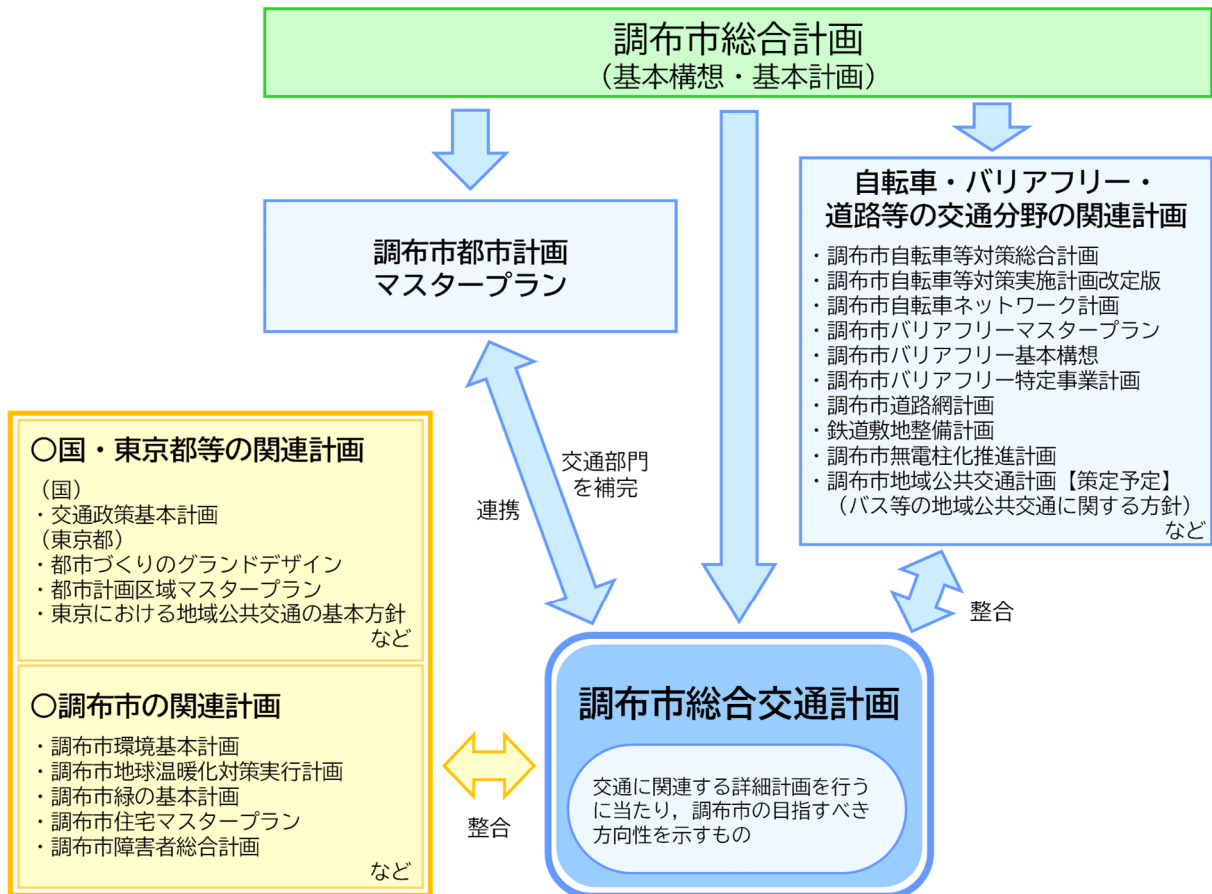 調布市総合計画
（基本構想・基本計画）
調布市都市計画
マスタープラン
自転車・バリアフリー・
道路等の交通分野の関連計画
・調布市自転車等対策総合計画
・調布市自転車等対策実施計画改定版
・調布市自転車ネットワーク計画
・調布市バリアフリーマスタープラン
・調布市バリアフリー基本構想
・調布市バリアフリー特定事業計画
・調布市道路網計画
・鉄道敷地整備計画
・調布市無電柱化推進計画
・調布市地域公共交通計画【策定予定】
（バス等の地域公共交通に関する方針）
など
連携
交通部門
を補完
整合
〇国・東京都等の関連計画
（国）
・交通政策基本計画
（東京都）
・都市づくりのグランドデザイン
・都市計画区域マスタープラン
・東京における地域公共交通の基本方針
など
〇調布市の関連計画
・調布市環境基本計画
・調布市地球温暖化対策実行計画
・調布市緑の基本計画
・調布市住宅マスタープラン
・調布市障害者総合計画
など
整合
調布市総合交通計画
交通に関連する詳細計画を行う
に当たり，調布市の目指すべき
方向性を示すもの